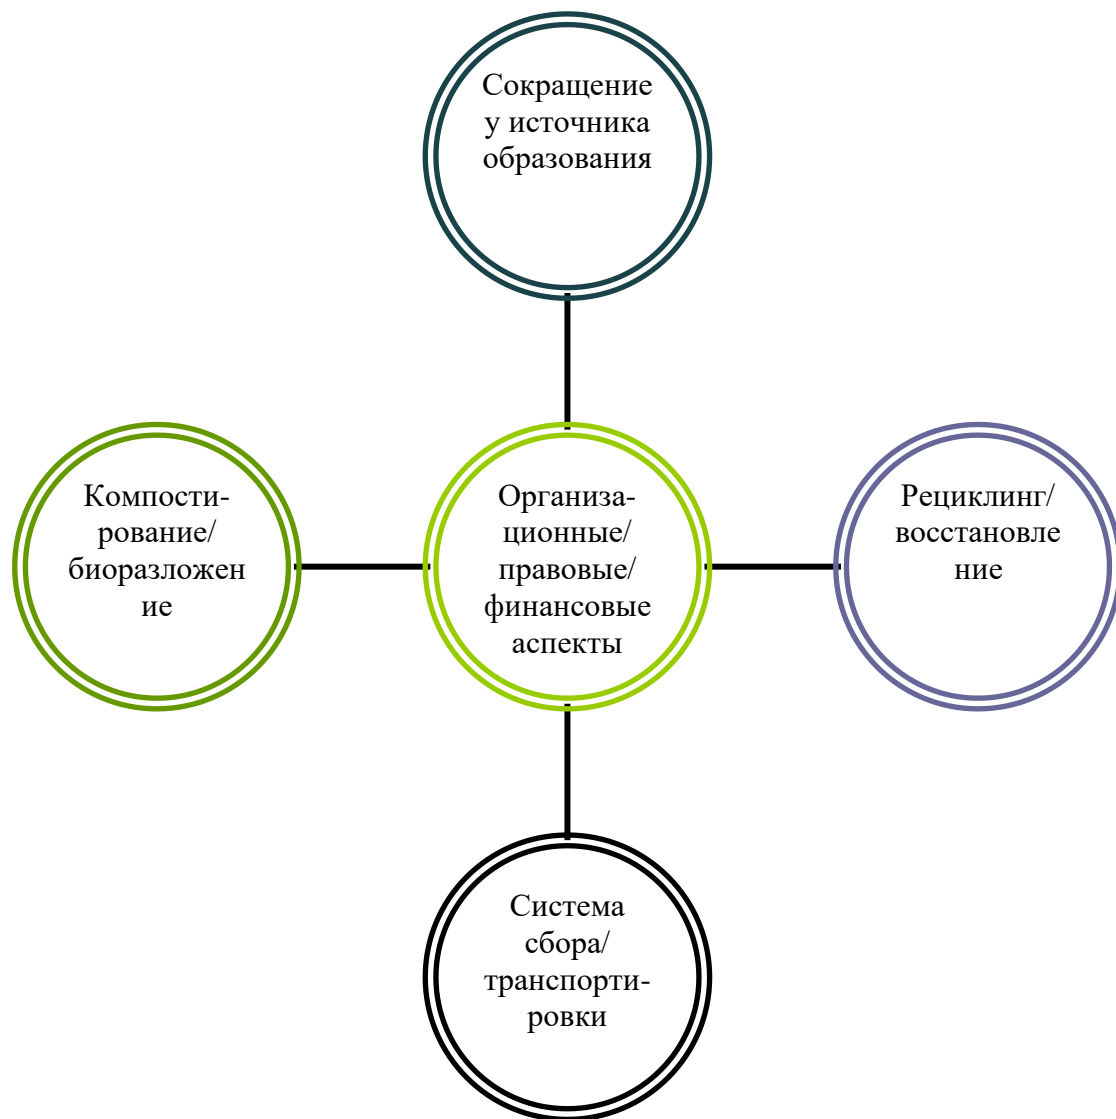 Сокращение
у источника
образования
Компости-
рование/
биоразложен
ие
Организа-
ционные/
правовые/
финансовые
аспекты
Рециклинг/
восстановле
ние
Система
сбора/
транспорти-
ровки